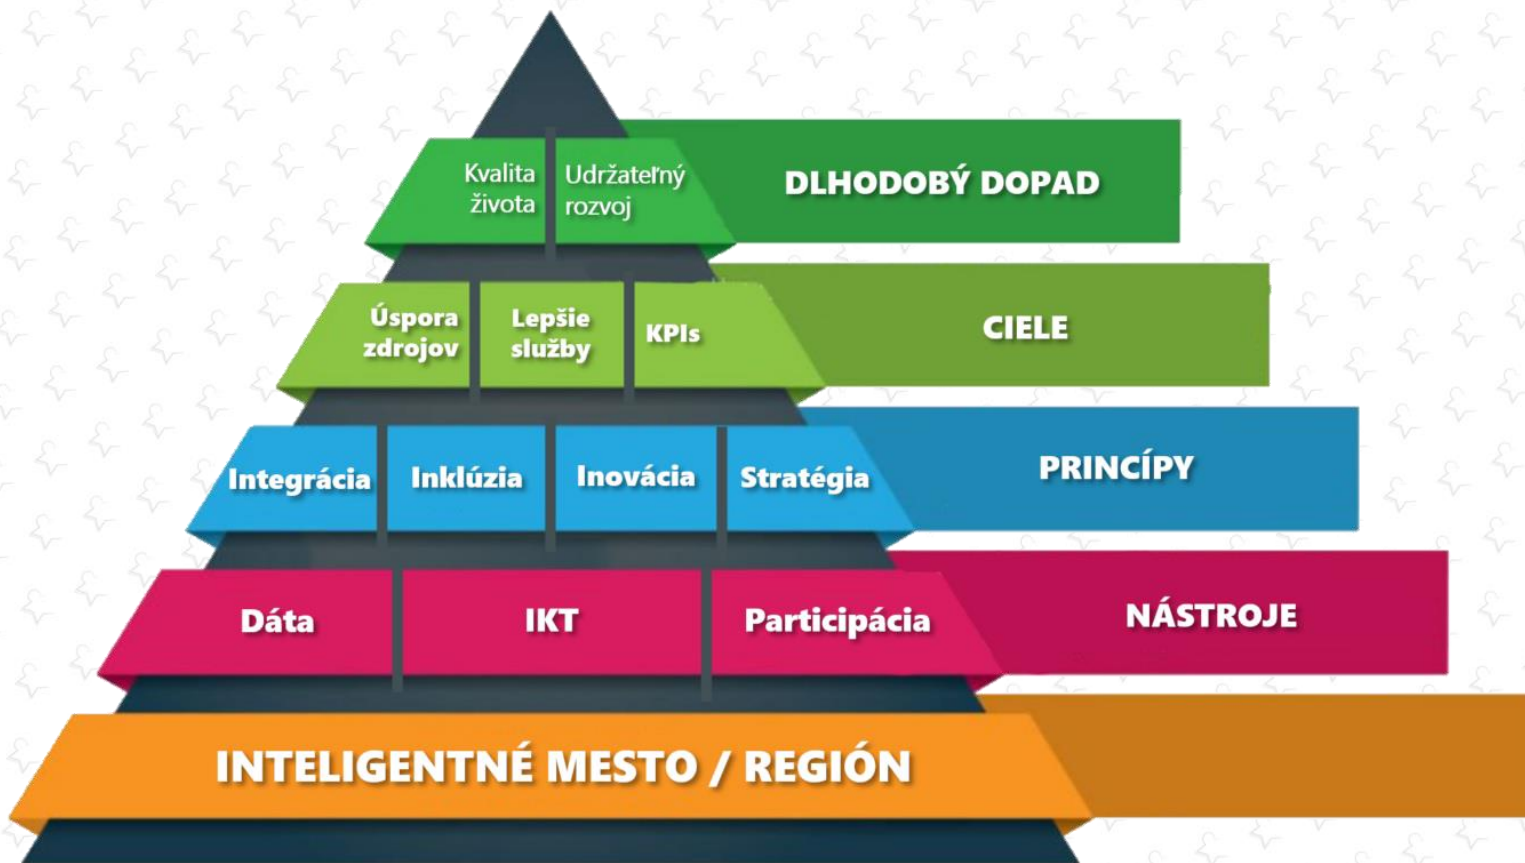 Kvalita
života
Udržateľný
rozvoj
DLHODOBÝ DOPAD
Úspora
zdrojov
Lepšie
služby
KPIs
CIELE
Integrácia
Inklúzia
Inovácia
Stratégia
PRINCÍPY
Dáta
IKT
Participácia
NÁSTROJE
INTELIGENTNÉ MESTO / REGIÓN